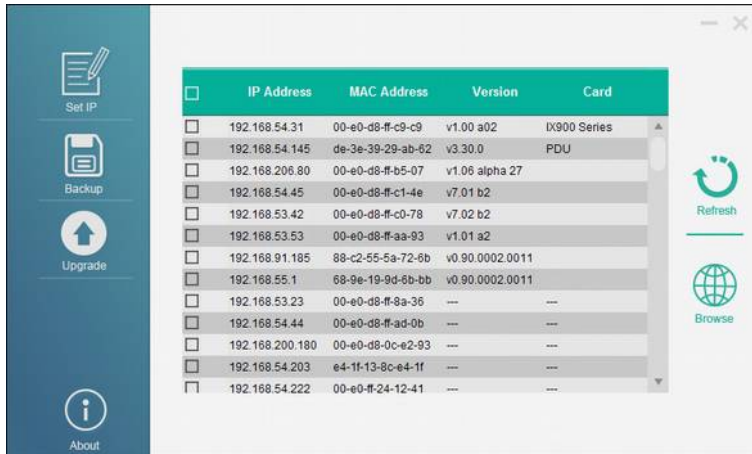 Set IP
Backup
Upgrade
About
IP Address MAC Address Version Card
192.168.54.31 00-e0-d8-ff-c9-c9 v1.00 a02 IX900 Series
192.168.54.145 de-3e-39-29-ab-62 v3.30.0 PDU
192.168.206.80 00-e0-d8-ff-b5-07 v1.06 alpha 27
192.168.54.45 00-e0-d8-ff-c1-4e v7.01 b2
192.168.53.42 00-e0-d8-ff-c0-78 v7.02 b2
192.168.53.53 00-e0-d8-ff-aa-93 v1.01 a2
192.168.91.185 88-c2-55-5a-72-6b v0.90.0002.0011
192.168.55.1 68-9e-19-9d-6b-bb v0.90.0002.0011
192.168.53.23 00-e0-d8-ff-8a-36 --- ---
192.168.54.44 00-e0-d8-ff-ad-0b --- ---
192.168.200.180 00-e0-d8-0c-e2-93 --- ---
192.168.54.203 e4-1f-13-8c-e4-1f --- ---
192.168.54.222 00-e0-ff-24-12-41 --- ---
Refresh
Browse